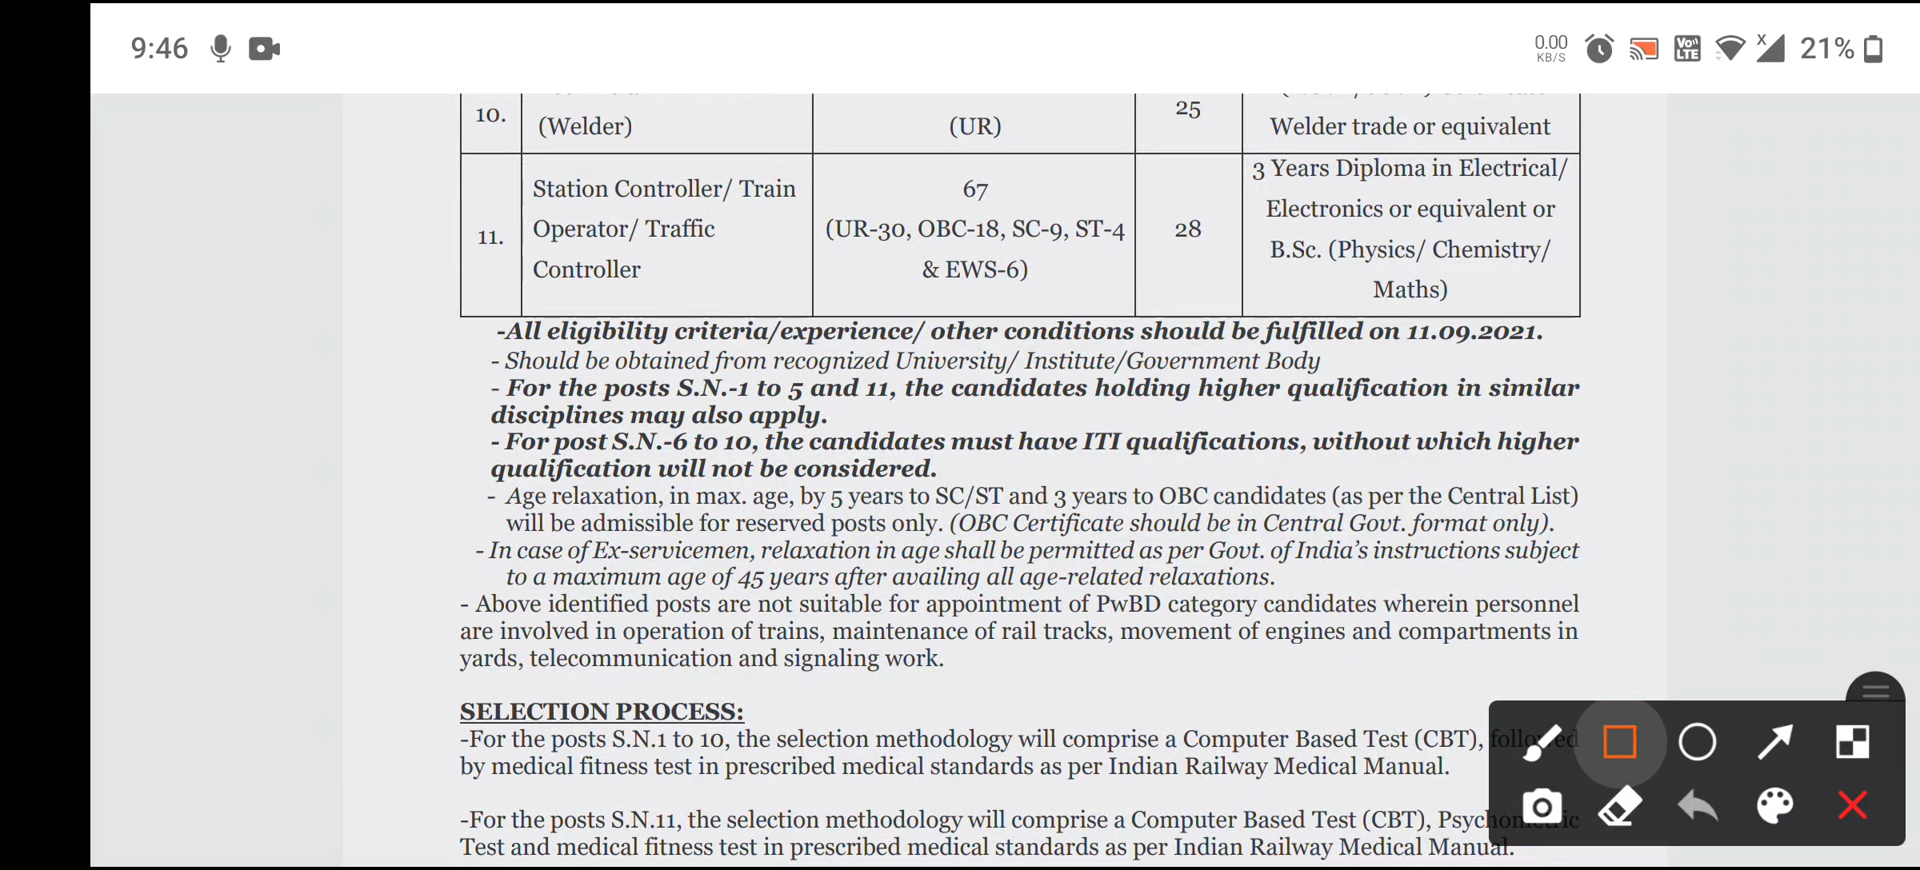 9:46
0.00
KB/S
Vo))
LTE
X
21%
10.
(Welder)
(UR)
25
Welder trade or equivalent
11.
Station Controller/ Train
Operator/ Traffic
Controller
67
(UR-30, OBC-18, SC-9, ST-4
& EWS-6)
28
3 Years Diploma in Electrical/
Electronics or equivalent or
B.Sc. (Physics/ Chemistry/
Maths)
-All eligibility criteria/experience/ other conditions should be fulfilled on 11.09.2021.
- Should be obtained from recognized University/ Institute/Government Body
- For the posts S.N.-1 to 5 and 11, the candidates holding higher qualification in similar
disciplines may also apply.
- For post S.N.-6 to 10, the candidates must have ITI qualifications, without which higher
qualification will not be considered.
- Age relaxation, in max. age, by 5 years to SC/ST and 3 years to OBC candidates (as per the Central List)
will be admissible for reserved posts only. (OBC Certificate should be in Central Govt. format only).
- In case of Ex-servicemen, relaxation in age shall be permitted as per Govt. of India's instructions subject
to a maximum age of 45 years after availing all age-related relaxations.
- Above identified posts are not suitable for appointment of PwBD category candidates wherein personnel
are involved in operation of trains, maintenance of rail tracks, movement of engines and compartments in
yards, telecommunication and signaling work.
SELECTION PROCESS:
-For the posts S.N.1 to 10, the selection methodology will comprise a Computer Based Test (CBT), followed
by medical fitness test in prescribed medical standards as per Indian Railway Medical Manual.
-For the posts S.N.11, the selection methodology will comprise a Computer Based Test (CBT), Psychometric
Test and medical fitness test in prescribed medical standards as per Indian Railway Medical Manual.